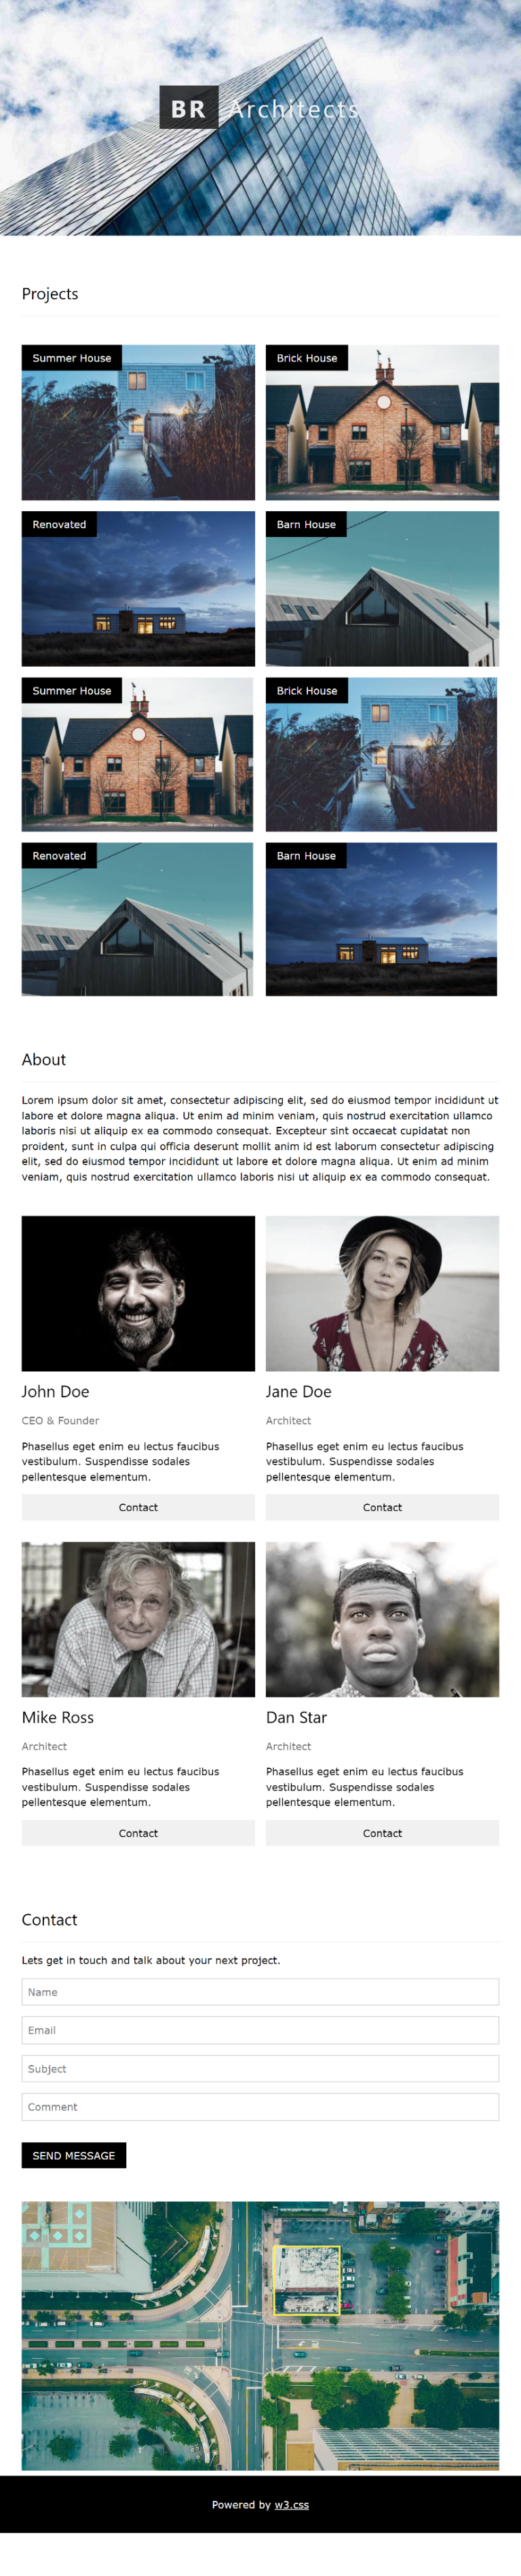 BR Architects
Projects
Summer House
Brick House
Renovated
Barn House
Summer House
Brick House
Renovated
Barn House
About
Lorem ipsum dolor sit amet, consectetur adipiscing elit, sed do eiusmod tempor incididunt ut
labore et dolore magna aliqua. Ut enim ad minim veniam, quis nostrud exercitation ullamco
laboris nisi ut aliquip ex ea commodo consequat. Excepteur sint occaecat cupidatat non
proident, sunt in culpa qui officia deserunt mollit anim id est laborum consectetur adipiscing
elit, sed do eiusmod tempor incididunt ut labore et dolore magna aliqua. Ut enim ad minim
veniam, quis nostrud exercitation ullamco laboris nisi ut aliquip ex ea commodo consequat.
John Doe
CEO & Founder
Phasellus eget enim eu lectus faucibus
vestibulum. Suspendisse sodales
pellentesque elementum.
Contact
Jane Doe
Architect
Phasellus eget enim eu lectus faucibus
vestibulum. Suspendisse sodales
pellentesque elementum.
Contact
Mike Ross
Architect
Phasellus eget enim eu lectus faucibus
vestibulum. Suspendisse sodales
pellentesque elementum.
Contact
Dan Star
Architect
Phasellus eget enim eu lectus faucibus
vestibulum. Suspendisse sodales
pellentesque elementum.
Contact
Contact
Lets get in touch and talk about your next project.
Name
Email
Subject
Comment
SEND MESSAGE
Powered by w3.css